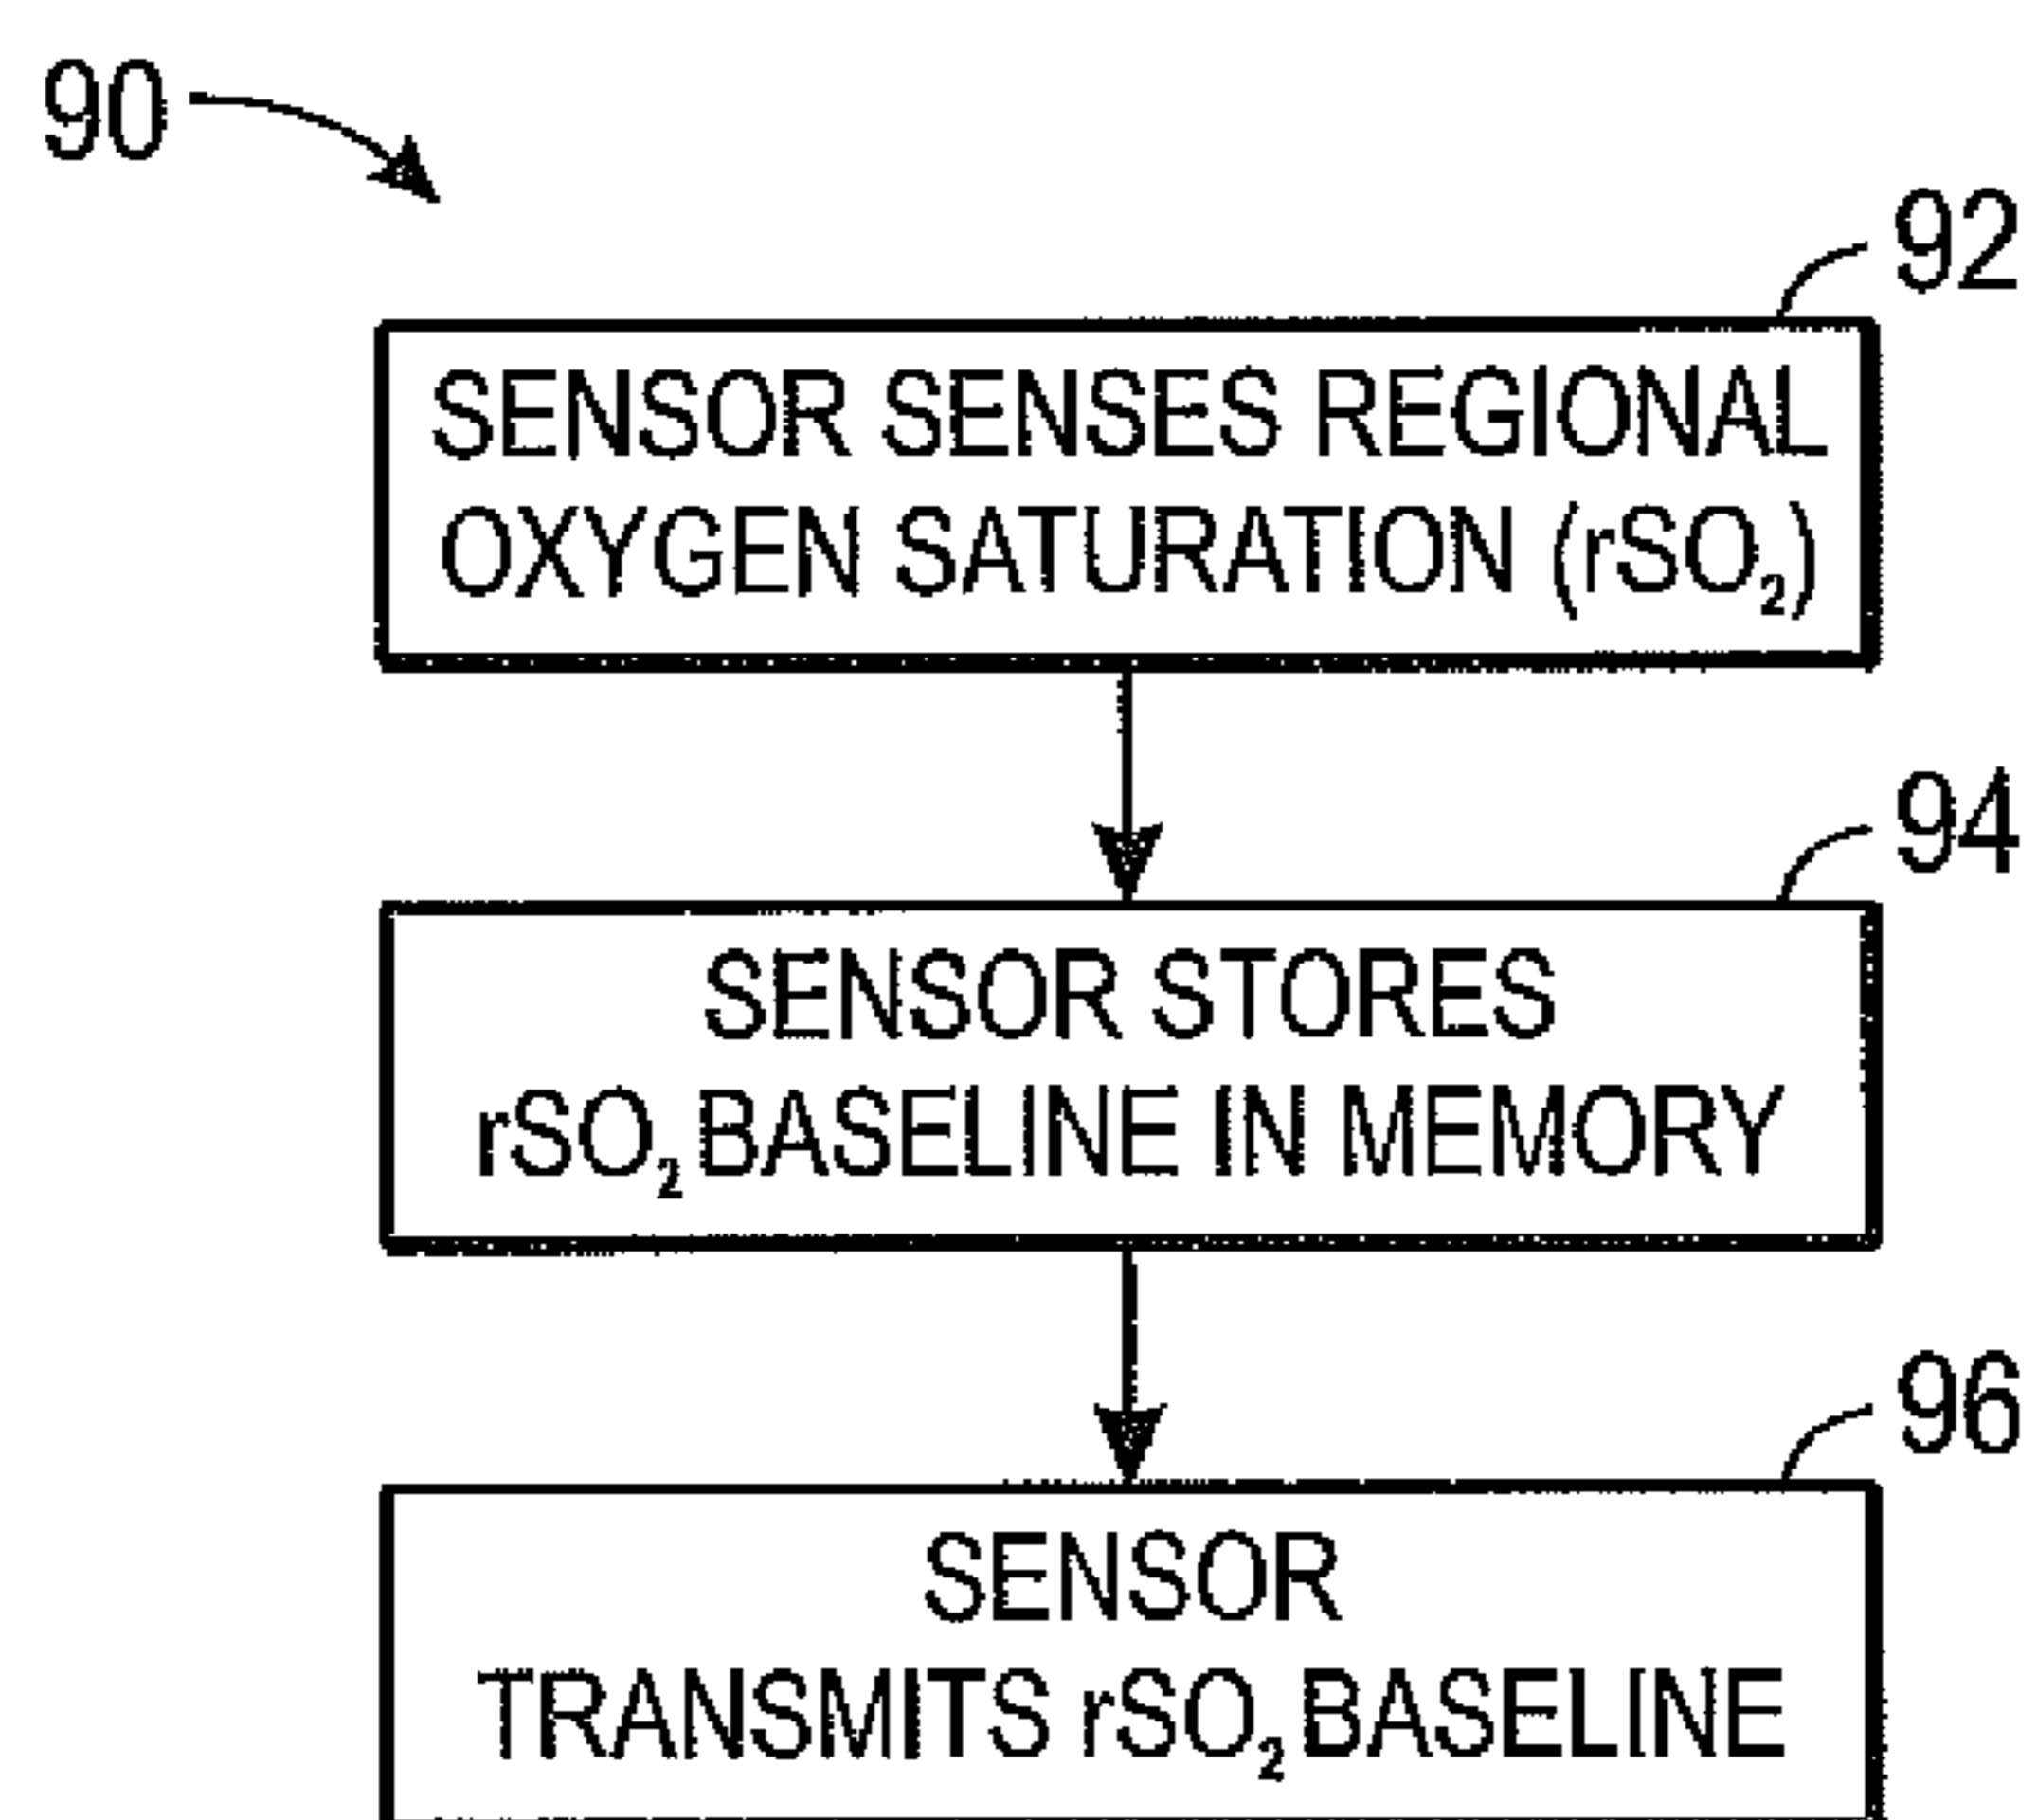 90
92
SENSOR SENSES REGIONAL
OXYGEN SATURATION (rSO₂)
94
SENSOR STORES
rSO₂ BASELINE IN MEMORY
96
SENSOR
TRANSMITS rSO₂ BASELINE